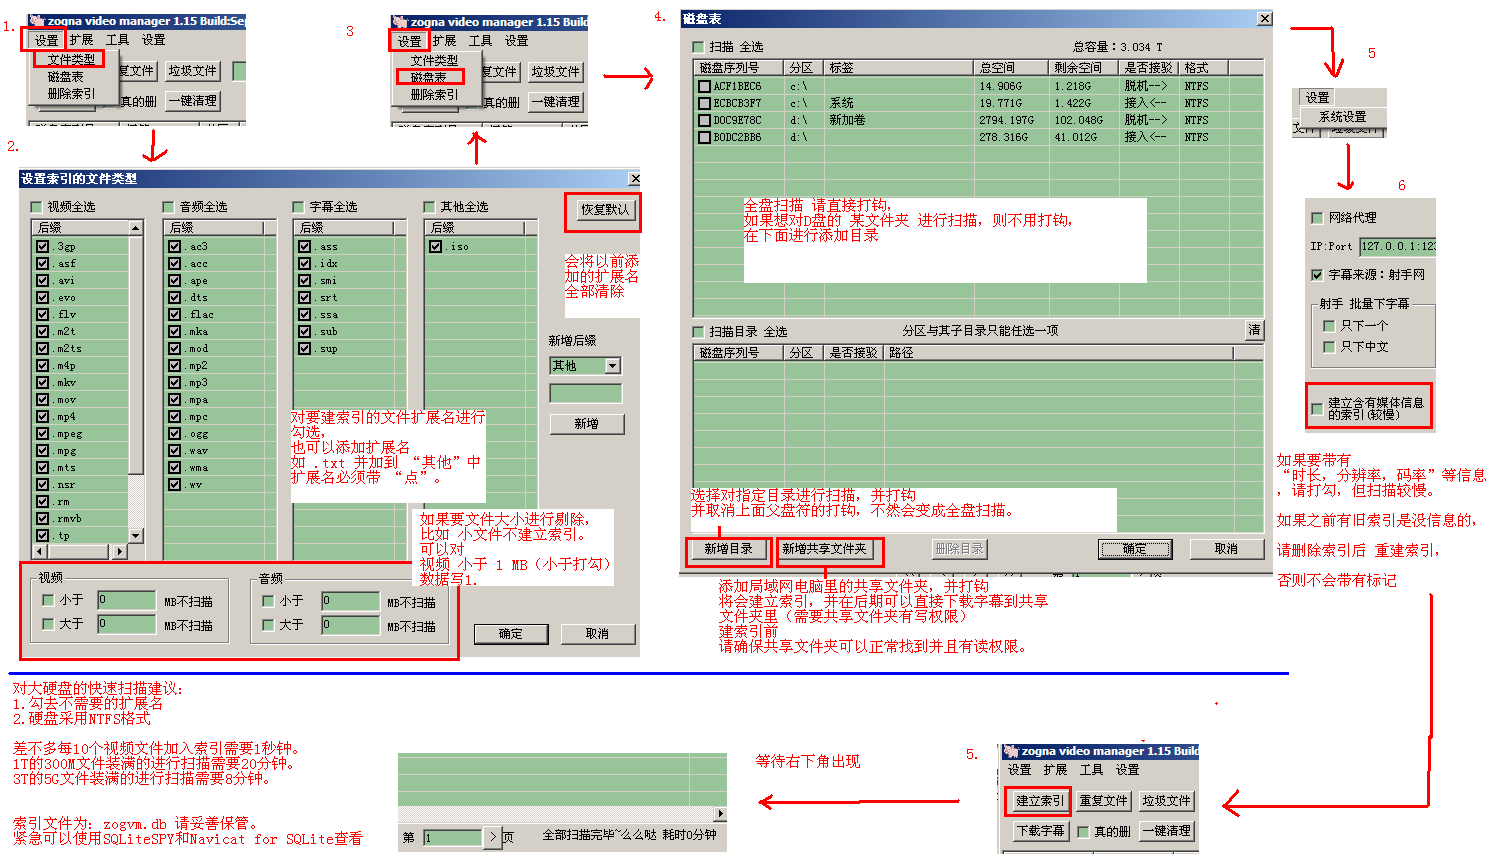 1.
zogna video manager 1.15 Build:Sep
设置 扩展 工具 设置
文件类型
磁盘表
删除索引
复文件 垃圾文件
真的删 一键清理
2.
设置索引的文件类型
视频全选 音频全选 字幕全选 其他全选
后缀 后缀 后缀 后缀
.3gp
.asf
.avi
.evo
.flv
.m2t
.m2ts
.m4p
.mkv
.mov
.mp4
.mpeg
.mpg
.mts
.nsr
.rm
.rmvb
.tp
.ac3
.acc
.ape
.dts
.flac
.mka
.mod
.mp2
.mp3
.mpa
.mpc
.ogg
.wav
.wma
.wv
.ass
.idx
.smi
.srt
.ssa
.sub
.sup
.iso
恢复默认
会将以前添
加的扩展名
全部清除
新增后缀
其他
新增
对要建索引的文件扩展名进行
勾选，
也可以添加扩展名
如 .txt 并加到 “其他”中
扩展名必须带 “点”。
如果要文件大小进行剔除，
比如 小文件不建立索引。
可以对
视频 小于 1 MB（小于打勾）
数据写1.
视频
小于 0 MB不扫描
大于 0 MB不扫描
音频
小于 0 MB不扫描
大于 0 MB不扫描
确定 取消
3
zogna video manager 1.15 Build
设置 扩展 工具 设置
文件类型
磁盘表
删除索引
复文件 垃圾文件
真的删 一键清理
4.
磁盘表
扫描 全选 总容量：3.034 T
磁盘序列号 分区 标签 总空间 剩余空间 是否接驳 格式
ACF1BEC6 c:\ 14.906G 1.218G 脱机--> NTFS
ECBCB3F7 c:\ 系统 19.771G 1.422G 接入<-- NTFS
D0C9E78C d:\ 新加卷 2794.197G 102.048G 脱机--> NTFS
B0DC2BB6 d:\ 278.316G 41.012G 接入<-- NTFS
全盘扫描 请直接打钩，
如果想对D盘的 某文件夹 进行扫描，则不用打钩，
在下面进行添加目录
扫描目录 全选 分区与其子目录只能任选一项 清
磁盘序列号 分区 是否接驳 路径
选择对指定目录进行扫描，并打钩
并取消上面父盘符的打钩，不然会变成全盘扫描。
新增目录 新增共享文件夹 删除目录 确定 取消
添加局域网电脑里的共享文件夹，并打钩
将会建立索引，并在后期可以直接下载字幕到共享
文件夹里（需要共享文件夹有写权限）
建索引前
请确保共享文件夹可以正常找到并且有读权限。
5
设置
系统设置
6
网络代理
IP:Port 127.0.0.1:123
字幕来源：射手网
射手 批量下字幕
只下一个
只下中文
建立含有媒体信息
的索引(较慢)
如果要带有
“时长，分辨率，码率”等信息
，请打勾，但扫描较慢。
如果之前有旧索引是没信息的，
请删除索引后 重建索引，
否则不会带有标记
对大硬盘的快速扫描建议：
1.勾去不需要的扩展名
2.硬盘采用NTFS格式
差不多每10个视频文件加入索引需要1秒钟。
1T的300M文件装满的进行扫描需要20分钟。
3T的5G文件装满的进行扫描需要8分钟。
索引文件为：zogvm.db 请妥善保管。
紧急可以使用SQLiteSPY和Navicat for SQLite查看
第 1 > 页 全部扫描完毕~么么哒 耗时0分钟
等待右下角出现
5.
zogna video manager 1.15 Build
设置 扩展 工具 设置
建立索引 重复文件 垃圾文件
下载字幕 真的删 一键清理